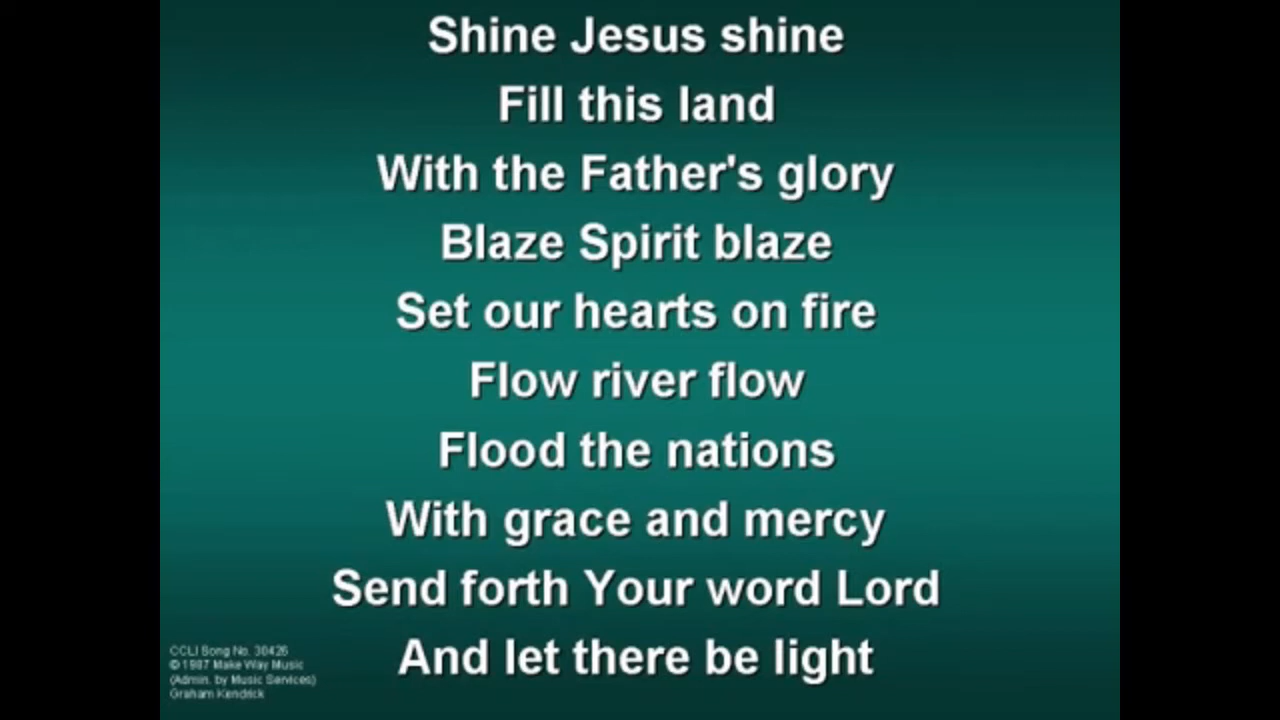 Shine Jesus shine
Fill this land
With the Father's glory
Blaze Spirit blaze
Set our hearts on fire
Flow river flow
Flood the nations
With grace and mercy
Send forth Your word Lord
And let there be light
CCLI Song No. 30426
© 1987 Make Way Music
(Admin. by Music Services)
Graham Kendrick